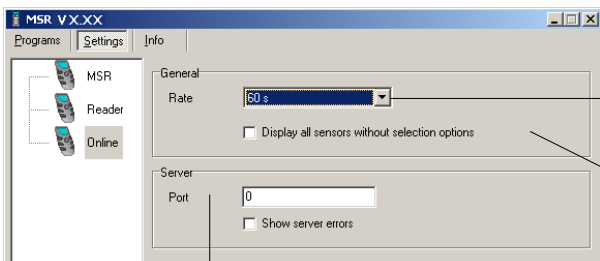 MSR V X.XX
Programs Settings Info
MSR
Reader
Online
General
Rate 60 s
Display all sensors without selection options
Server
Port 0
Show server errors